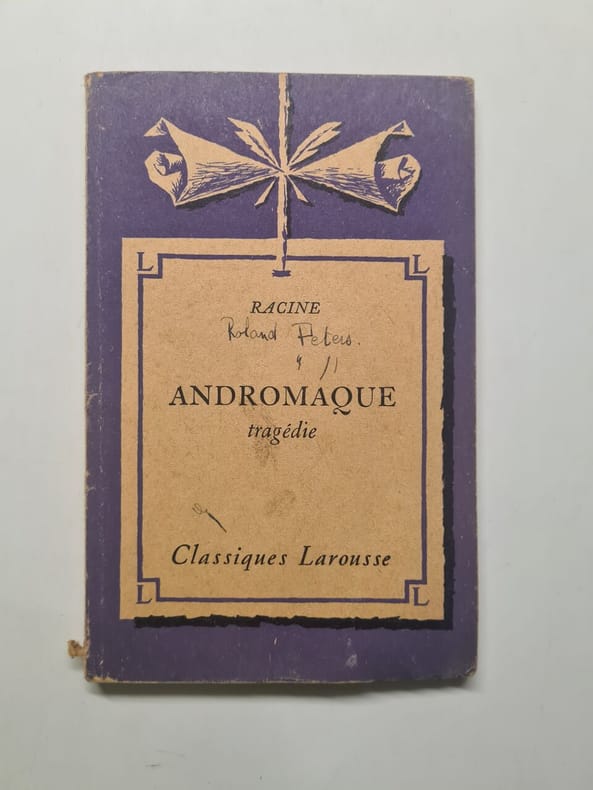 L L
RACINE
Roland Peters.
ANDROMAQUE
tragédie
Classiques Larousse
L L